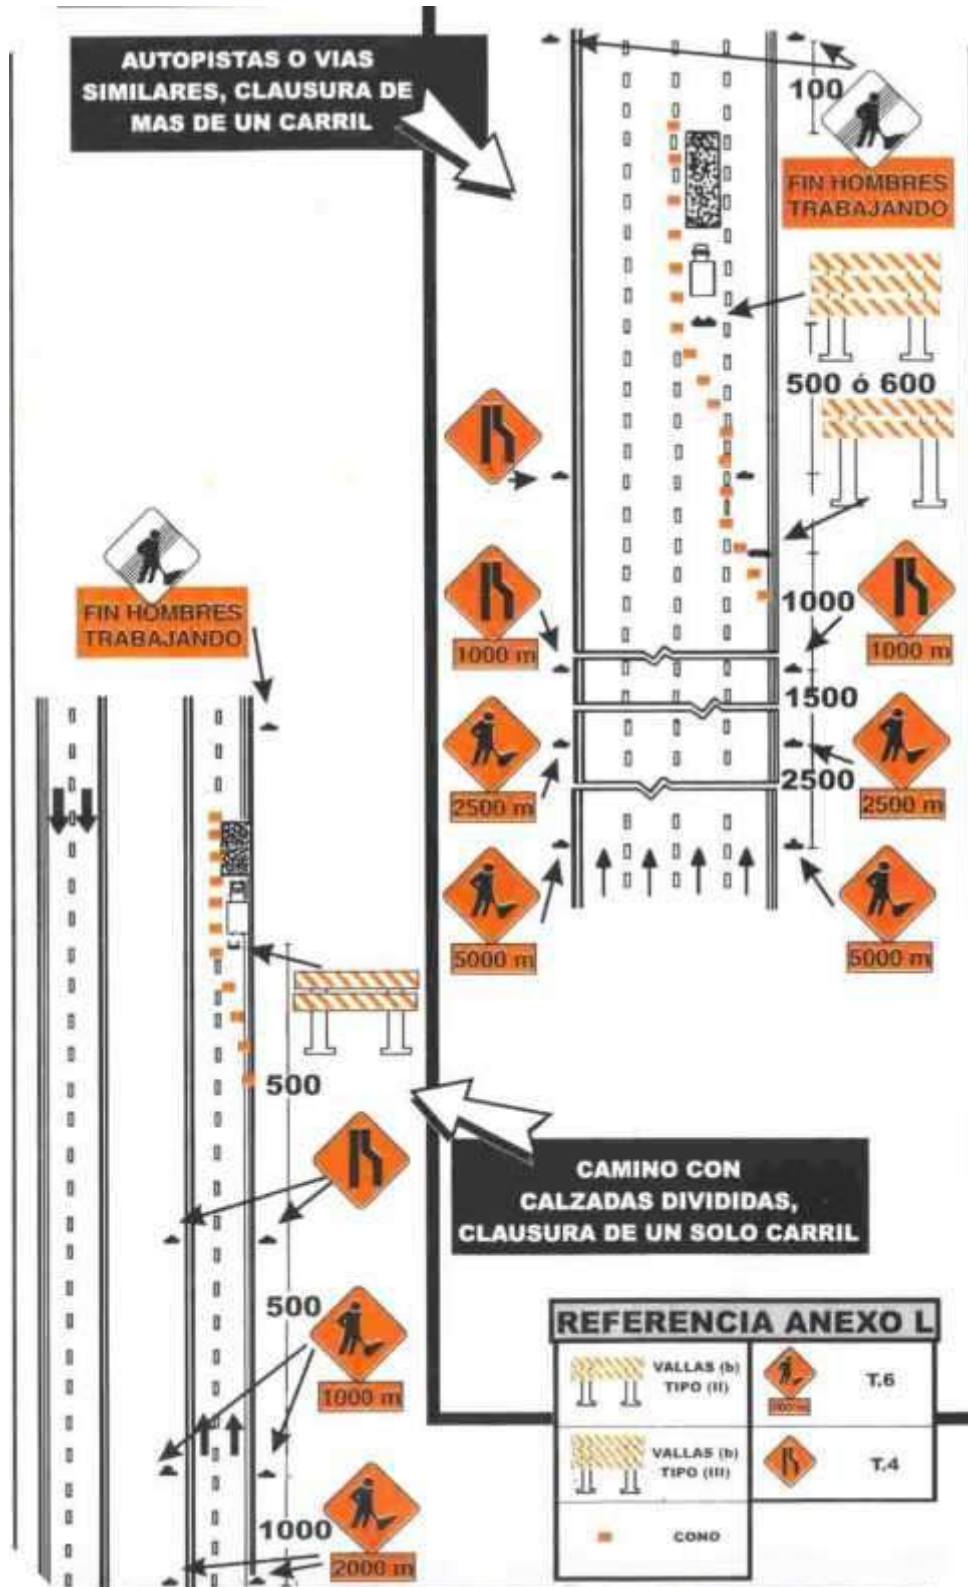 AUTOPISTAS O VIAS
SIMILARES, CLAUSURA DE
MAS DE UN CARRIL
100
FIN HOMBRES
TRABAJANDO
500 ó 600
1000
1000 m
1000 m
1500
2500 m
2500 m
2500
5000 m
5000 m
FIN HOMBRES
TRABAJANDO
500
500
1000 m
1000
2000 m
CAMINO CON
CALZADAS DIVIDIDAS,
CLAUSURA DE UN SOLO CARRIL
REFERENCIA ANEXO L
VALLAS (b)
TIPO (II)
T.6
VALLAS (b)
TIPO (III)
T.4
CONO